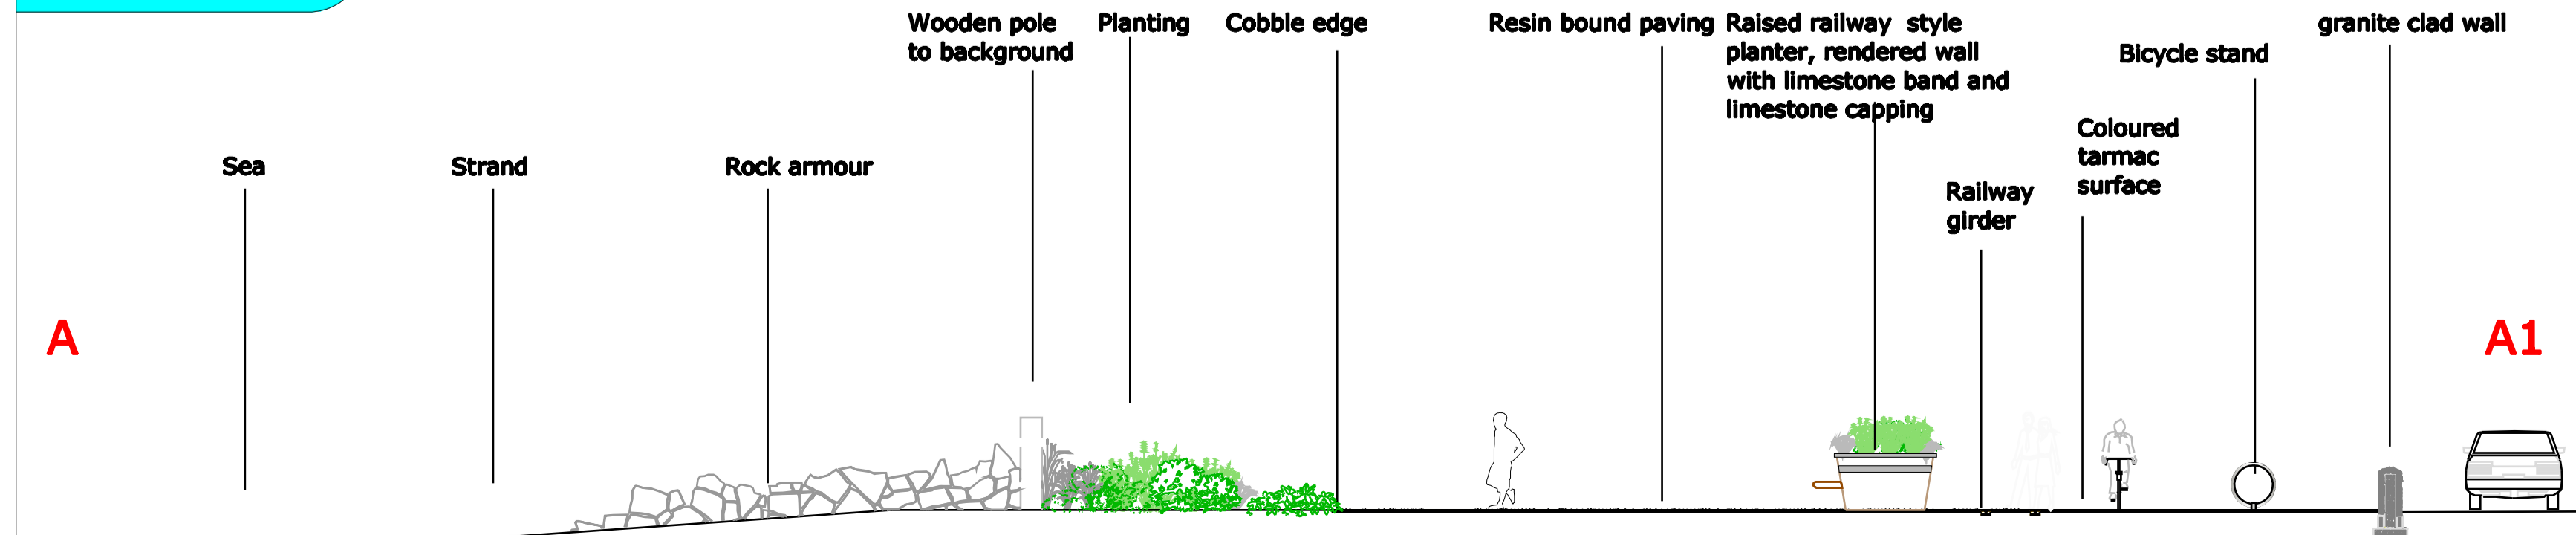 Wooden pole
to background
Planting
Cobble edge
Resin bound paving
Raised railway style
planter, rendered wall
with limestone band and
limestone capping
Bicycle stand
granite clad wall
Coloured
tarmac
surface
Sea
Strand
Rock armour
Railway
girder
A
A1